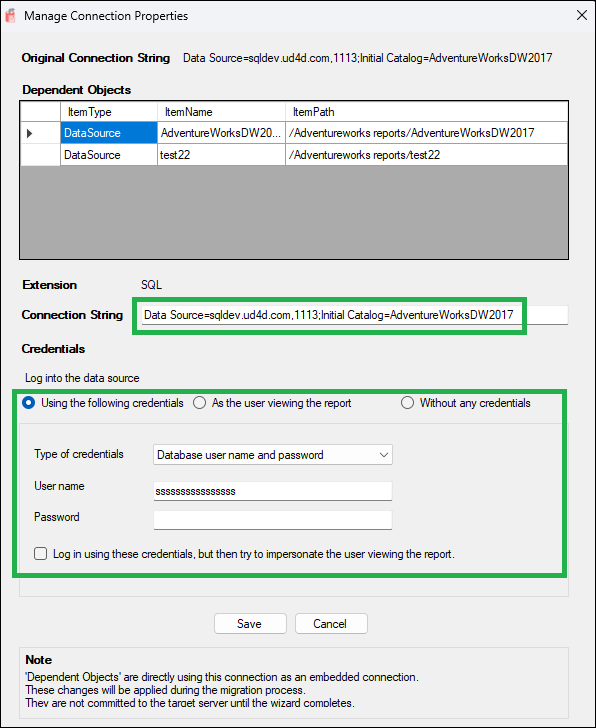 Manage Connection Properties
Original Connection String Data Source=sqldev.ud4d.com,1113;Initial Catalog=AdventureWorksDW2017
Dependent Objects
ItemType ItemName ItemPath
DataSource AdventureWorksDW20... /Adventureworks reports/AdventureWorksDW2017
DataSource test22 /Adventureworks reports/test22
Extension SQL
Connection String Data Source=sqldev.ud4d.com,1113;Initial Catalog=AdventureWorksDW2017
Credentials
Log into the data source
Using the following credentials As the user viewing the report Without any credentials
Type of credentials Database user name and password
User name ssssssssssssssss
Password
Log in using these credentials, but then try to impersonate the user viewing the report.
Save Cancel
Note
'Dependent Objects' are directly using this connection as an embedded connection.
These changes will be applied during the migration process.
They are not committed to the target server until the wizard completes.